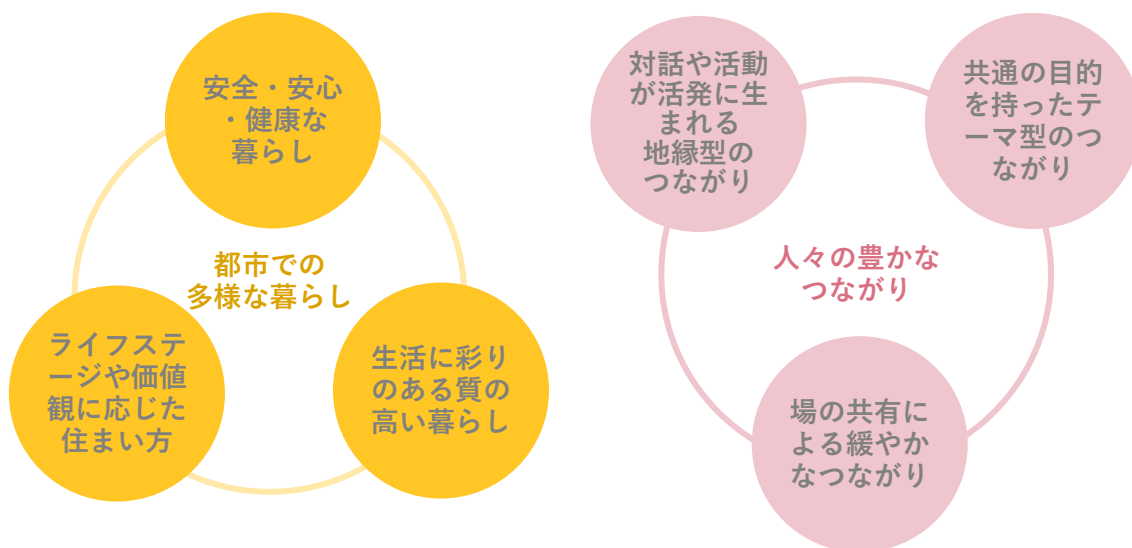 安全・安心
・健康な
暮らし
都市での
多様な暮らし
ライフステ
ージや価値
観に応じた
住まい方
生活に彩り
のある質の
高い暮らし
対話や活動
が活発に生
まれる
地縁型の
つながり
共通の目的
を持ったテ
ーマ型のつ
ながり
人々の豊かな
つながり
場の共有に
よる緩やか
なつながり